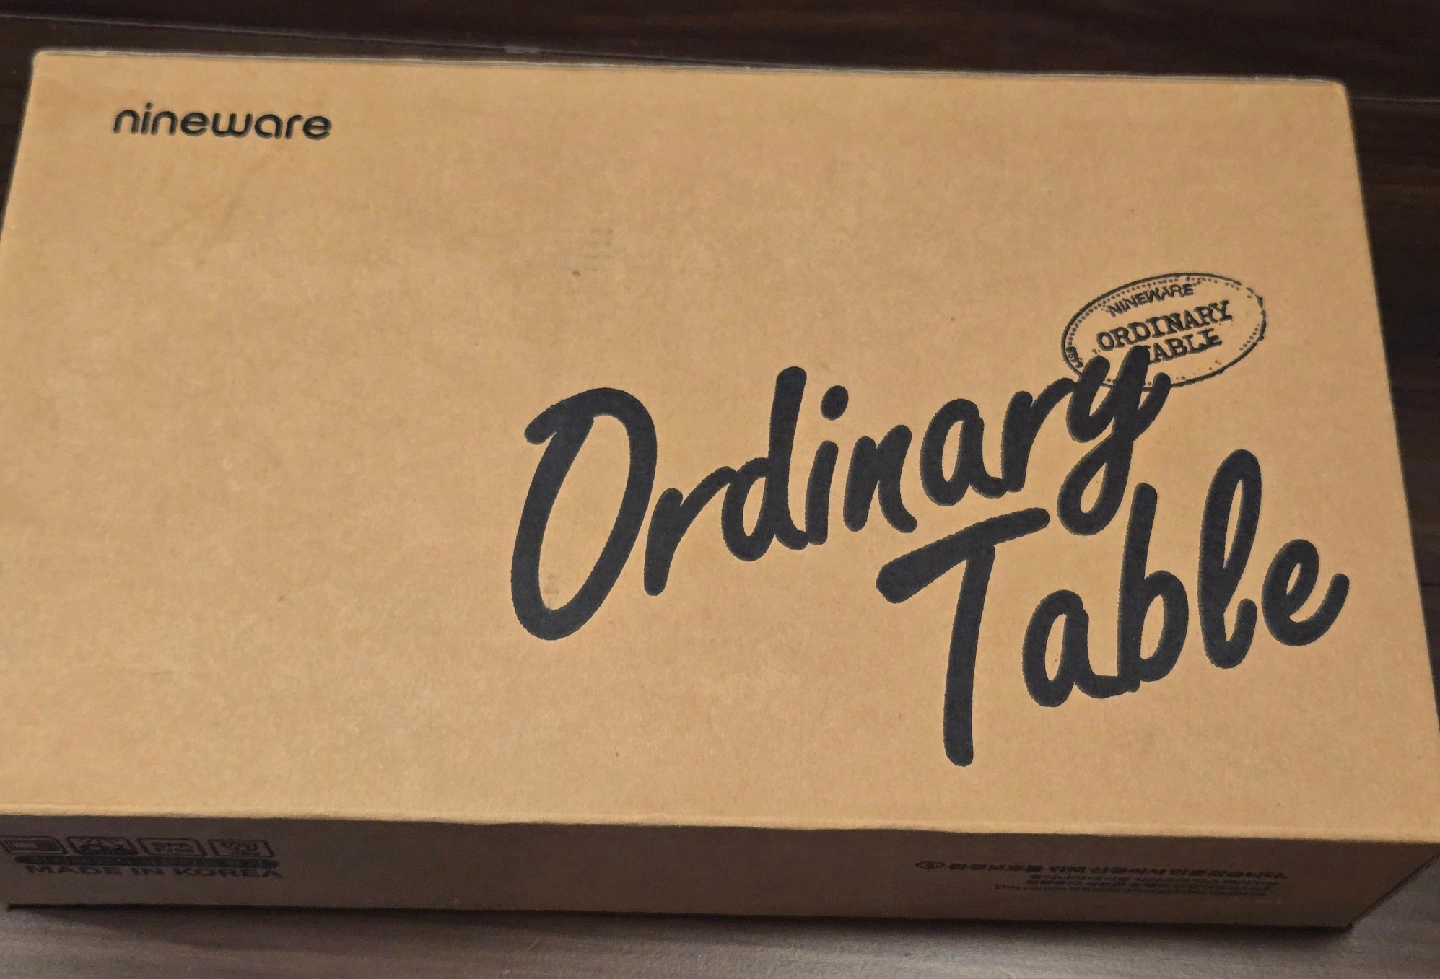 nineware
NINEWARE
ORDINARY
TABLE
Ordinary
Table
MADE IN KOREA